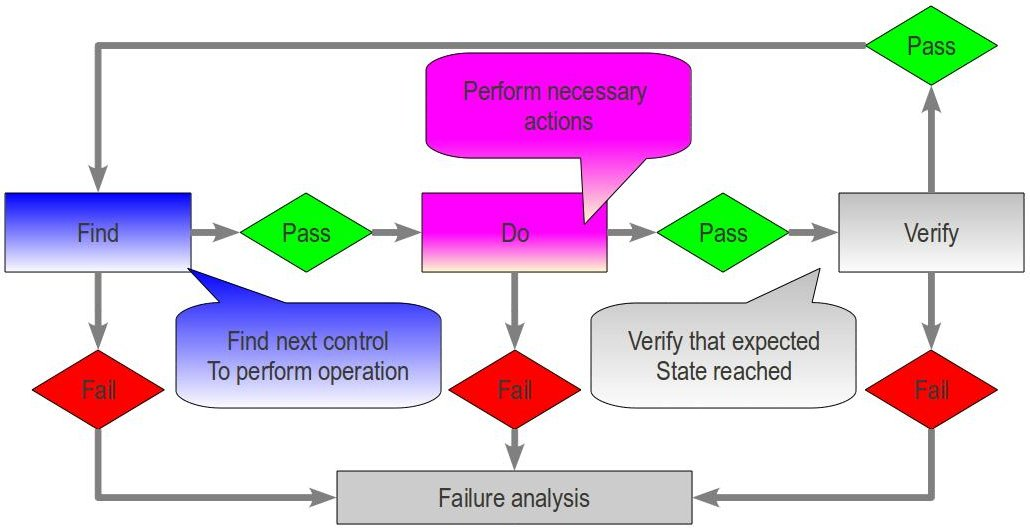 Pass
Perform necessary
actions
Find
Pass
Do
Pass
Verify
Find next control
To perform operation
Verify that expected
State reached
Fail
Fail
Fail
Failure analysis